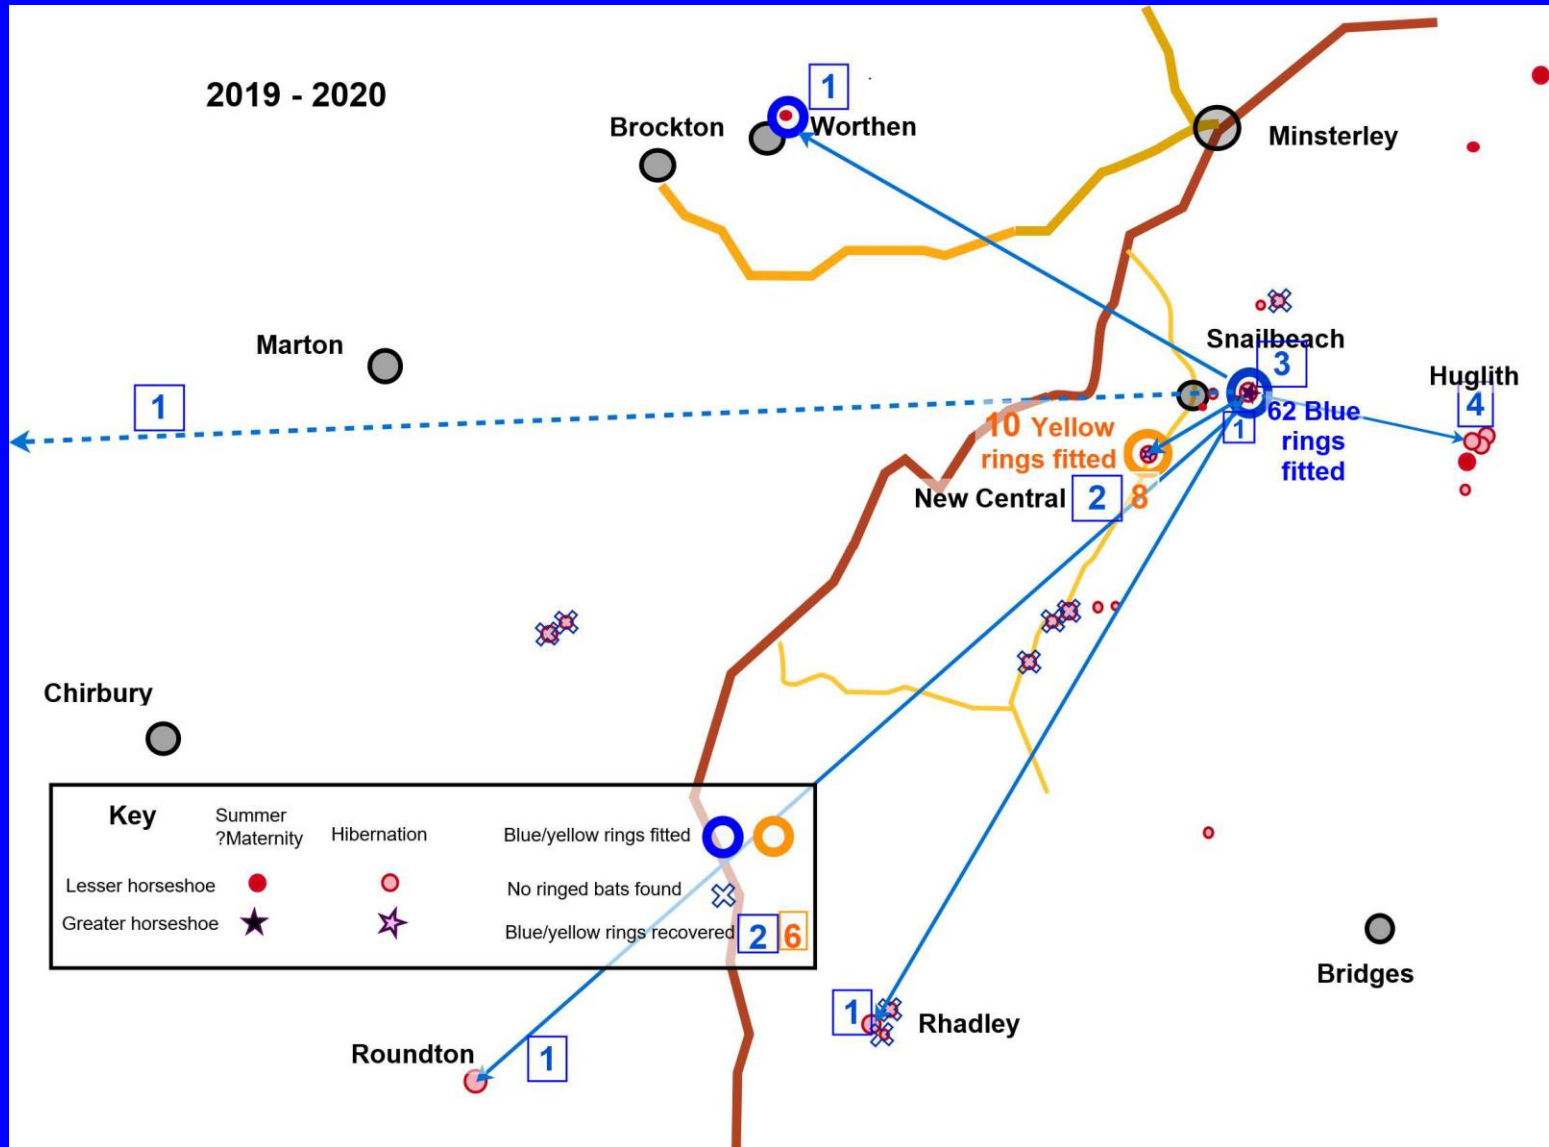 2019 - 2020
1
Brockton
Worthen
Minsterley
Snailbeach
3
Marton
Huglith
4
1
62 Blue
rings
fitted
1
10 Yellow
rings fitted
New Central
2
8
Chirbury
Key
Summer
?Maternity
Hibernation
Blue/yellow rings fitted
Lesser horseshoe
No ringed bats found
Greater horseshoe
Blue/yellow rings recovered
2
6
Bridges
1
Rhadley
Roundton
1